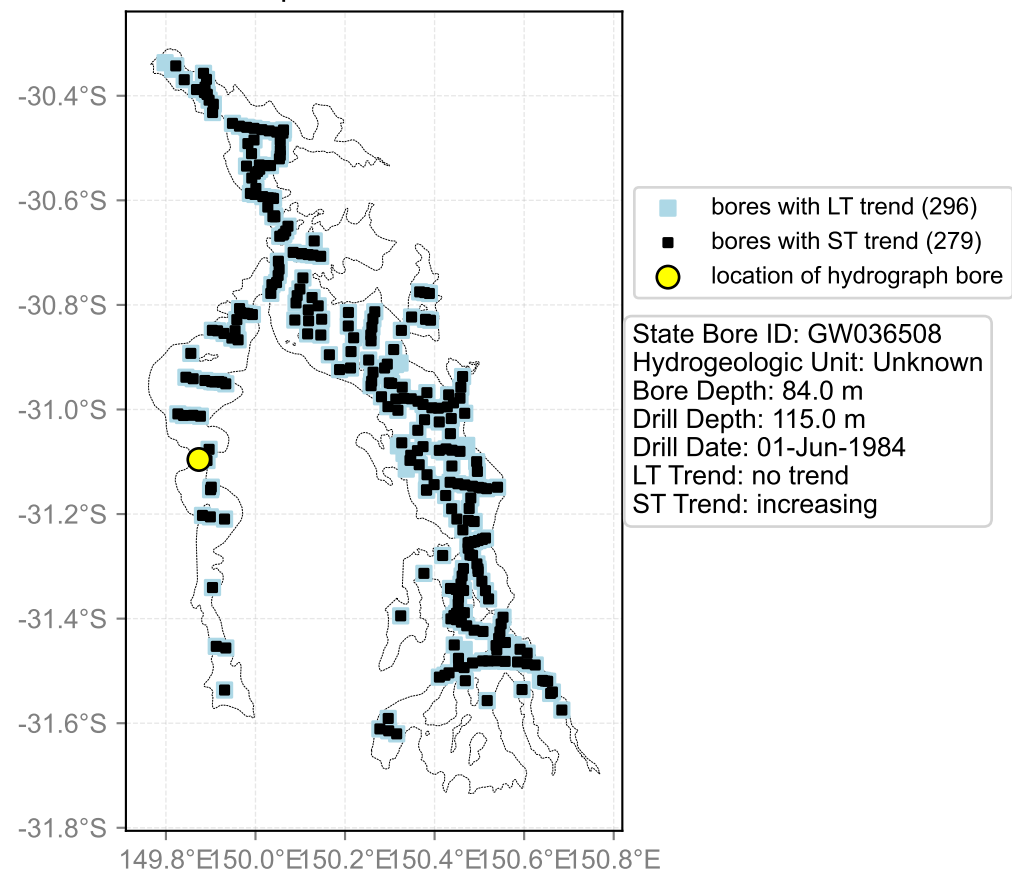 -30.4°S
-30.6°S
-30.8°S
-31.0°S
-31.2°S
-31.4°S
-31.6°S
-31.8°S
149.8°E150.0°E150.2°E150.4°E150.6°E150.8°E
bores with LT trend (296)
bores with ST trend (279)
location of hydrograph bore
State Bore ID: GW036508
Hydrogeologic Unit: Unknown
Bore Depth: 84.0 m
Drill Depth: 115.0 m
Drill Date: 01-Jun-1984
LT Trend: no trend
ST Trend: increasing